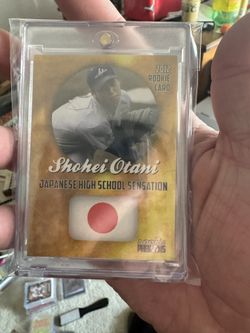 2012
ROOKIE
CARD
Shohei Otani
JAPANESE HIGH SCHOOL SENSATION